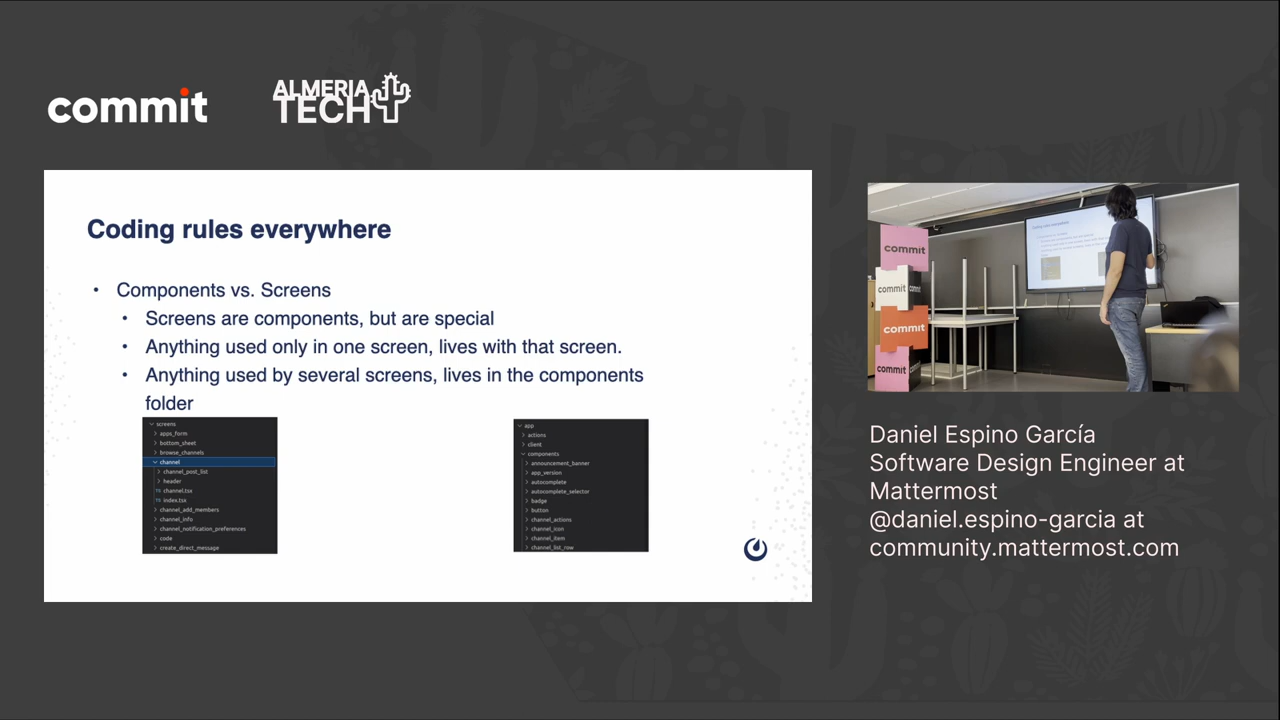 commit
ALMERIA
TECH
Coding rules everywhere
• Components vs. Screens
• Screens are components, but are special
• Anything used only in one screen, lives with that screen.
• Anything used by several screens, lives in the components
folder
screens
apps_form
bottom_sheet
browse_channels
channel
channel_post_list
header
TS channel.tsx
TS index.tsx
channel_add_members
channel_info
channel_notification_preferences
code
create_direct_message
app
actions
client
components
announcement_banner
app_version
autocomplete
autocomplete_selector
badge
button
channel_actions
channel_icon
channel_item
channel_list_row
commit
commit
commit
commit
Daniel Espino García
Software Design Engineer at
Mattermost
@daniel.espino-garcia at
community.mattermost.com